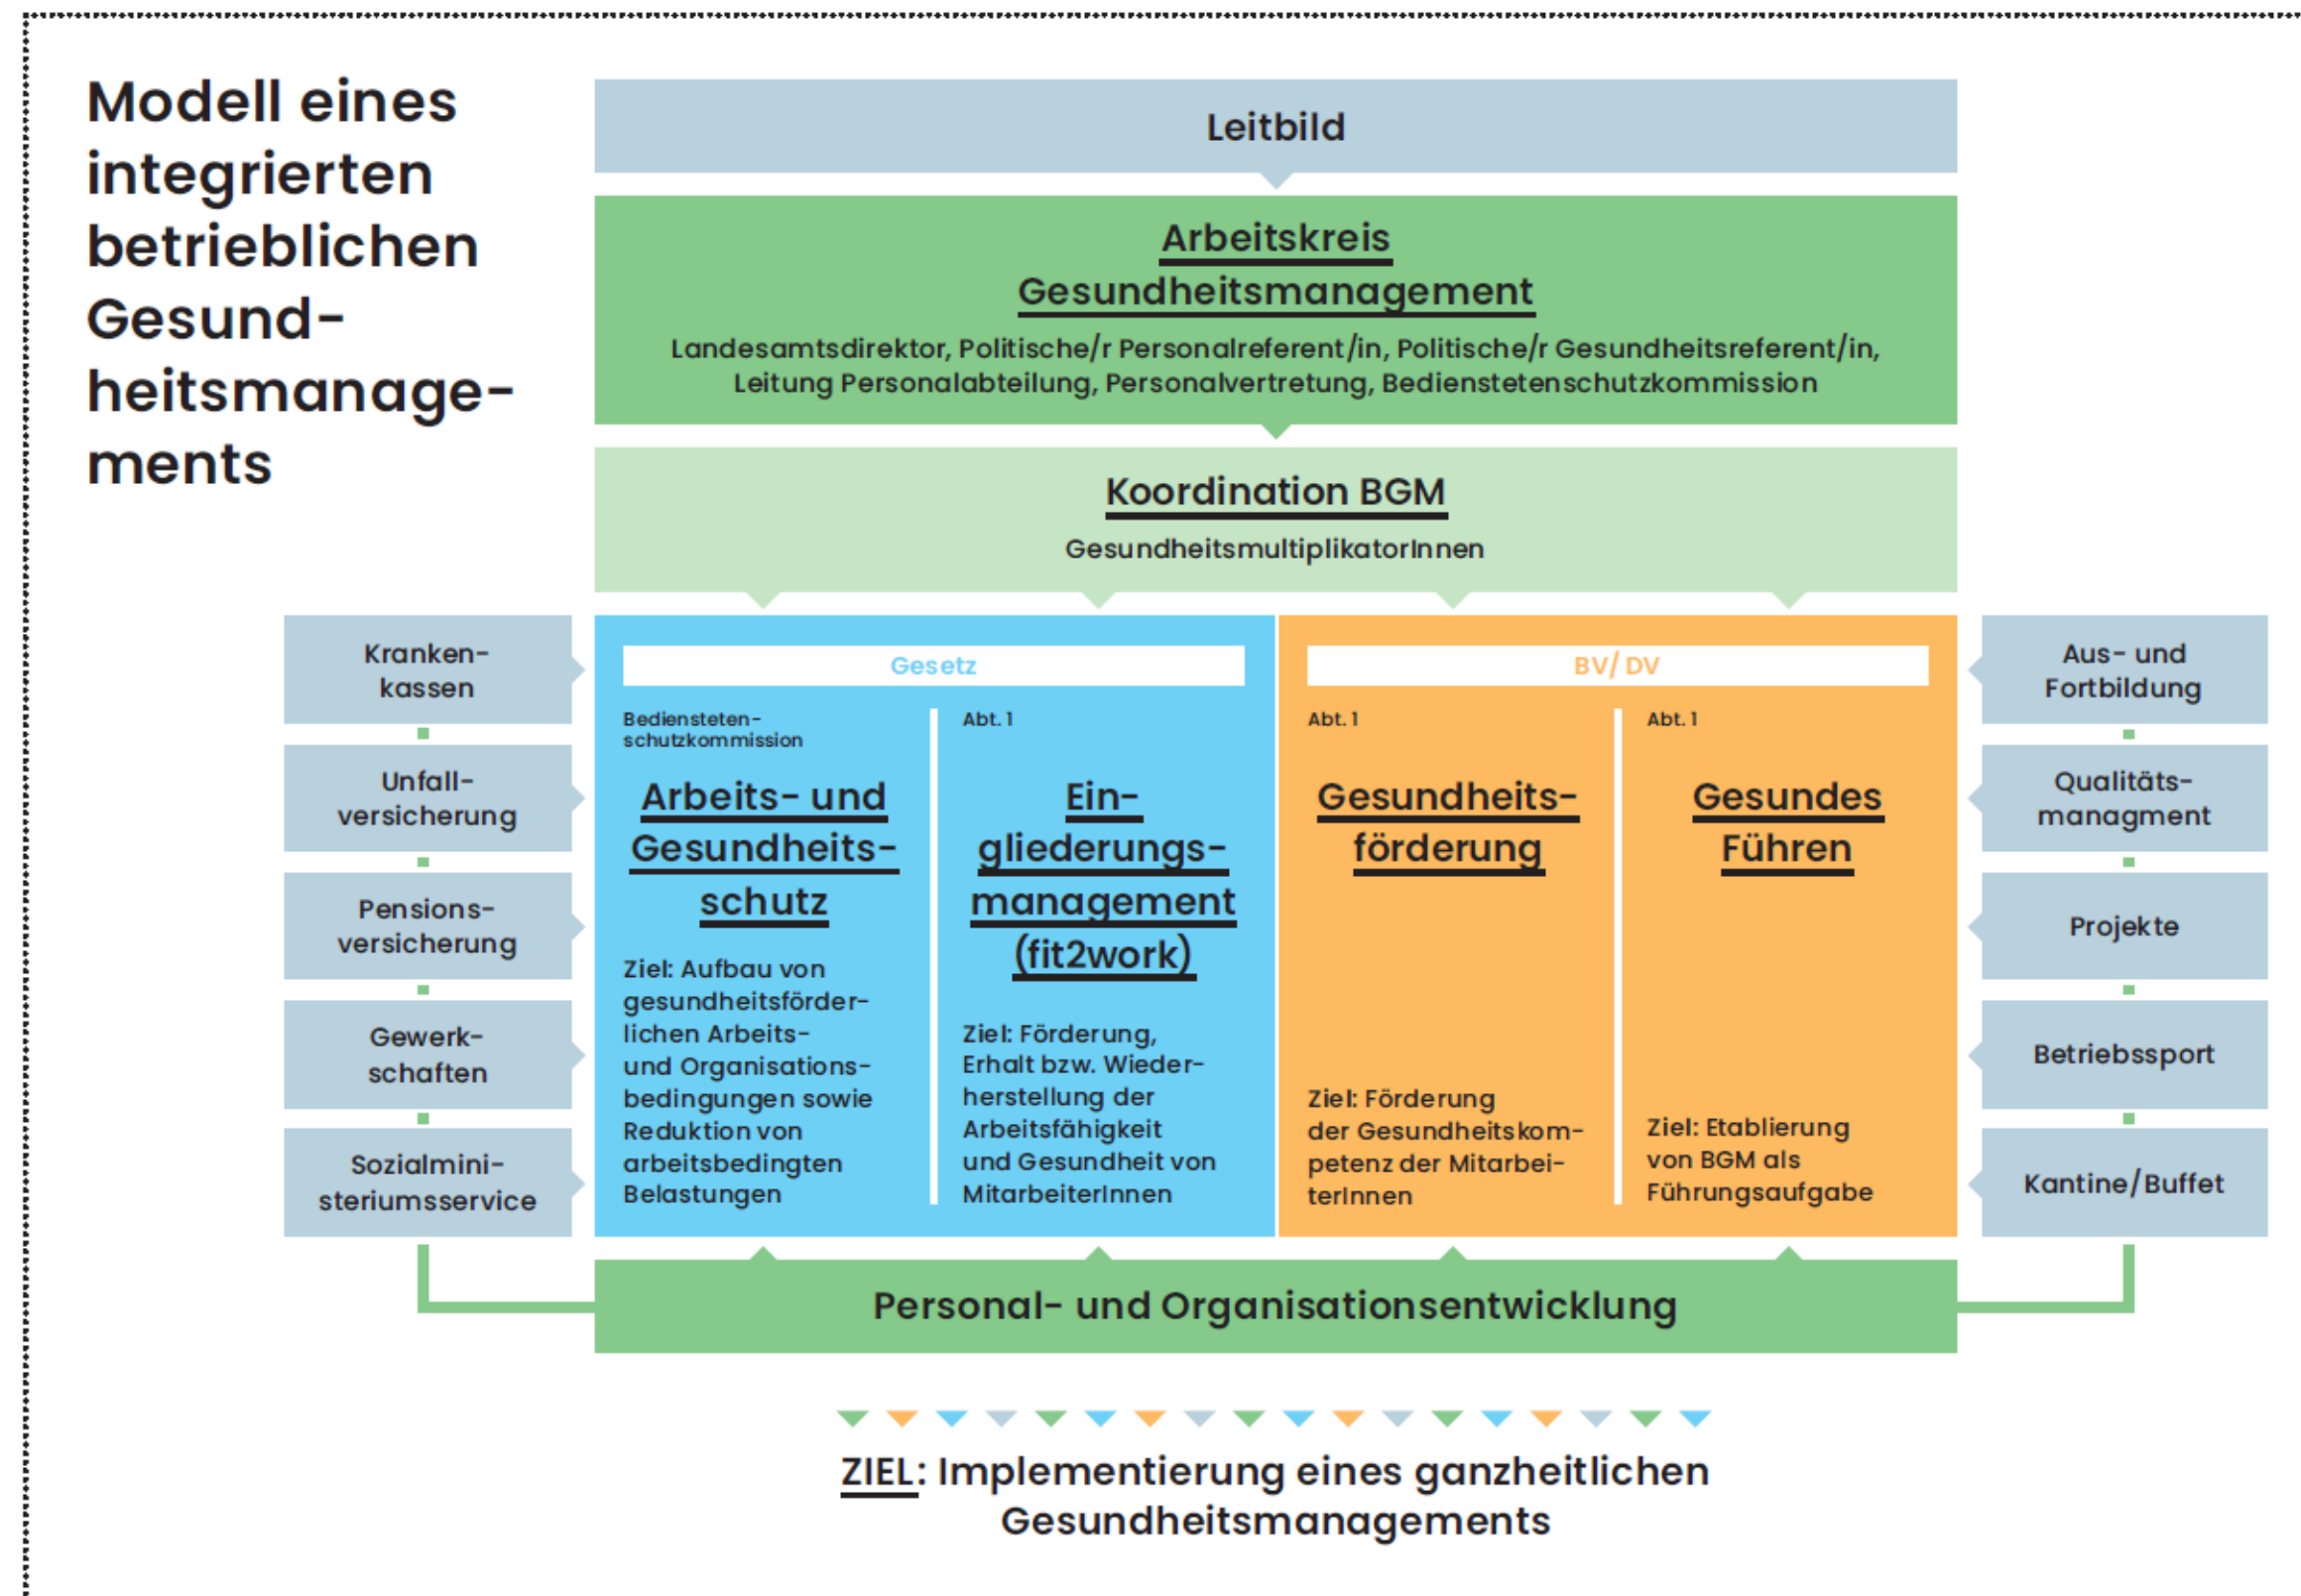 Modell eines
integrierten
betrieblichen
Gesund-
heitsmanage-
ments
Leitbild
Arbeitskreis
Gesundheitsmanagement
Landesamtsdirektor, Politische/r Personalreferent/in, Politische/r Gesundheitsreferent/in,
Leitung Personalabteilung, Personalvertretung, Bedienstetenschutzkommission
Koordination BGM
GesundheitsmultiplikatorInnen
Kranken-
kassen
Unfall-
versicherung
Pensions-
versicherung
Gewerk-
schaften
Sozialmini-
steriumsservice
Gesetz
Bediensteten-
schutzkommission
Arbeits- und
Gesundheits-
schutz
Ziel: Aufbau von
gesundheitsförder-
lichen Arbeits-
und Organisations-
bedingungen sowie
Reduktion von
arbeitsbedingten
Belastungen
Abt. 1
Ein-
gliederungs-
management
(fit2work)
Ziel: Förderung,
Erhalt bzw. Wieder-
herstellung der
Arbeitsfähigkeit
und Gesundheit von
MitarbeiterInnen
BV/ DV
Abt. 1
Gesundheits-
förderung
Ziel: Förderung
der Gesundheitskom-
petenz der Mitarbei-
terInnen
Abt. 1
Gesundes
Führen
Ziel: Etablierung
von BGM als
Führungsaufgabe
Aus- und
Fortbildung
Qualitäts-
managment
Projekte
Betriebssport
Kantine/Buffet
Personal- und Organisationsentwicklung
ZIEL: Implementierung eines ganzheitlichen
Gesundheitsmanagements